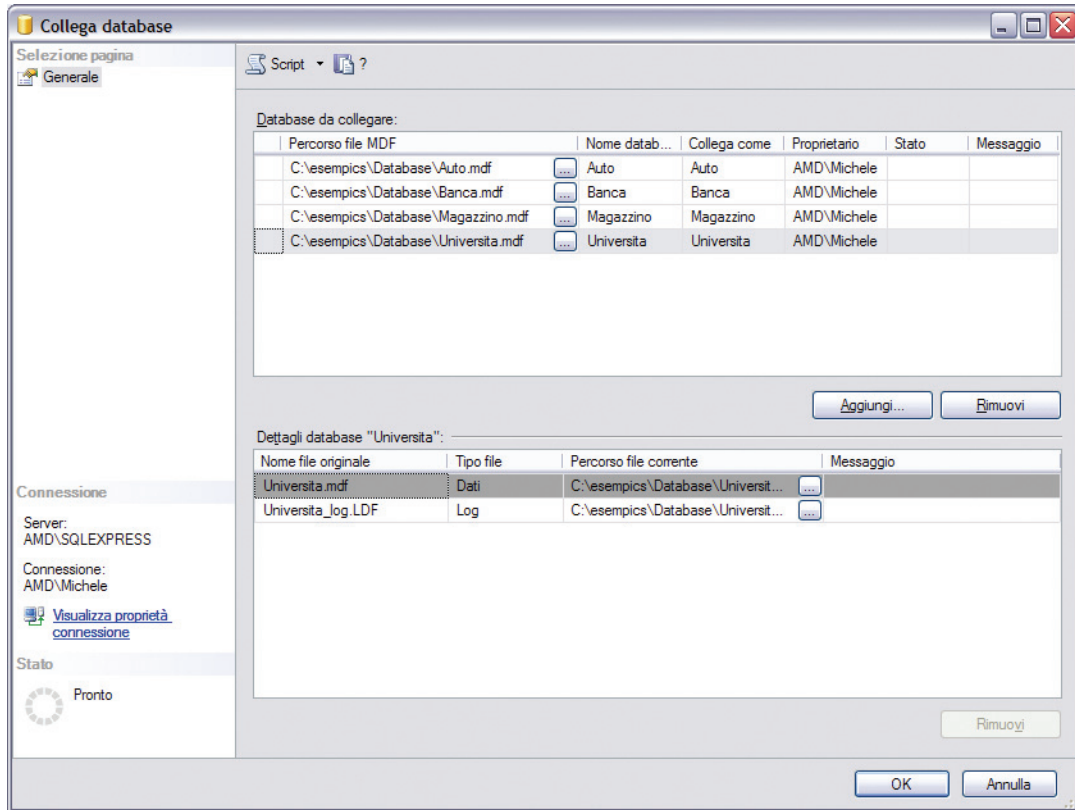 Collega database
Selezione pagina
Generale
Script ?
Database da collegare:
Percorso file MDF Nome datab... Collega come Proprietario Stato Messaggio
C:\esempics\Database\Auto.mdf ... Auto Auto AMD\Michele
C:\esempics\Database\Banca.mdf ... Banca Banca AMD\Michele
C:\esempics\Database\Magazzino.mdf ... Magazzino Magazzino AMD\Michele
C:\esempics\Database\Universita.mdf ... Universita Universita AMD\Michele
Aggiungi... Rimuovi
Dettagli database "Universita":
Nome file originale Tipo file Percorso file corrente Messaggio
Universita.mdf Dati C:\esempics\Database\Universit... ...
Universita_log.LDF Log C:\esempics\Database\Universit... ...
Rimuovi
Connessione
Server:
AMD\SQLEXPRESS
Connessione:
AMD\Michele
Visualizza proprietà
connessione
Stato
Pronto
OK Annulla